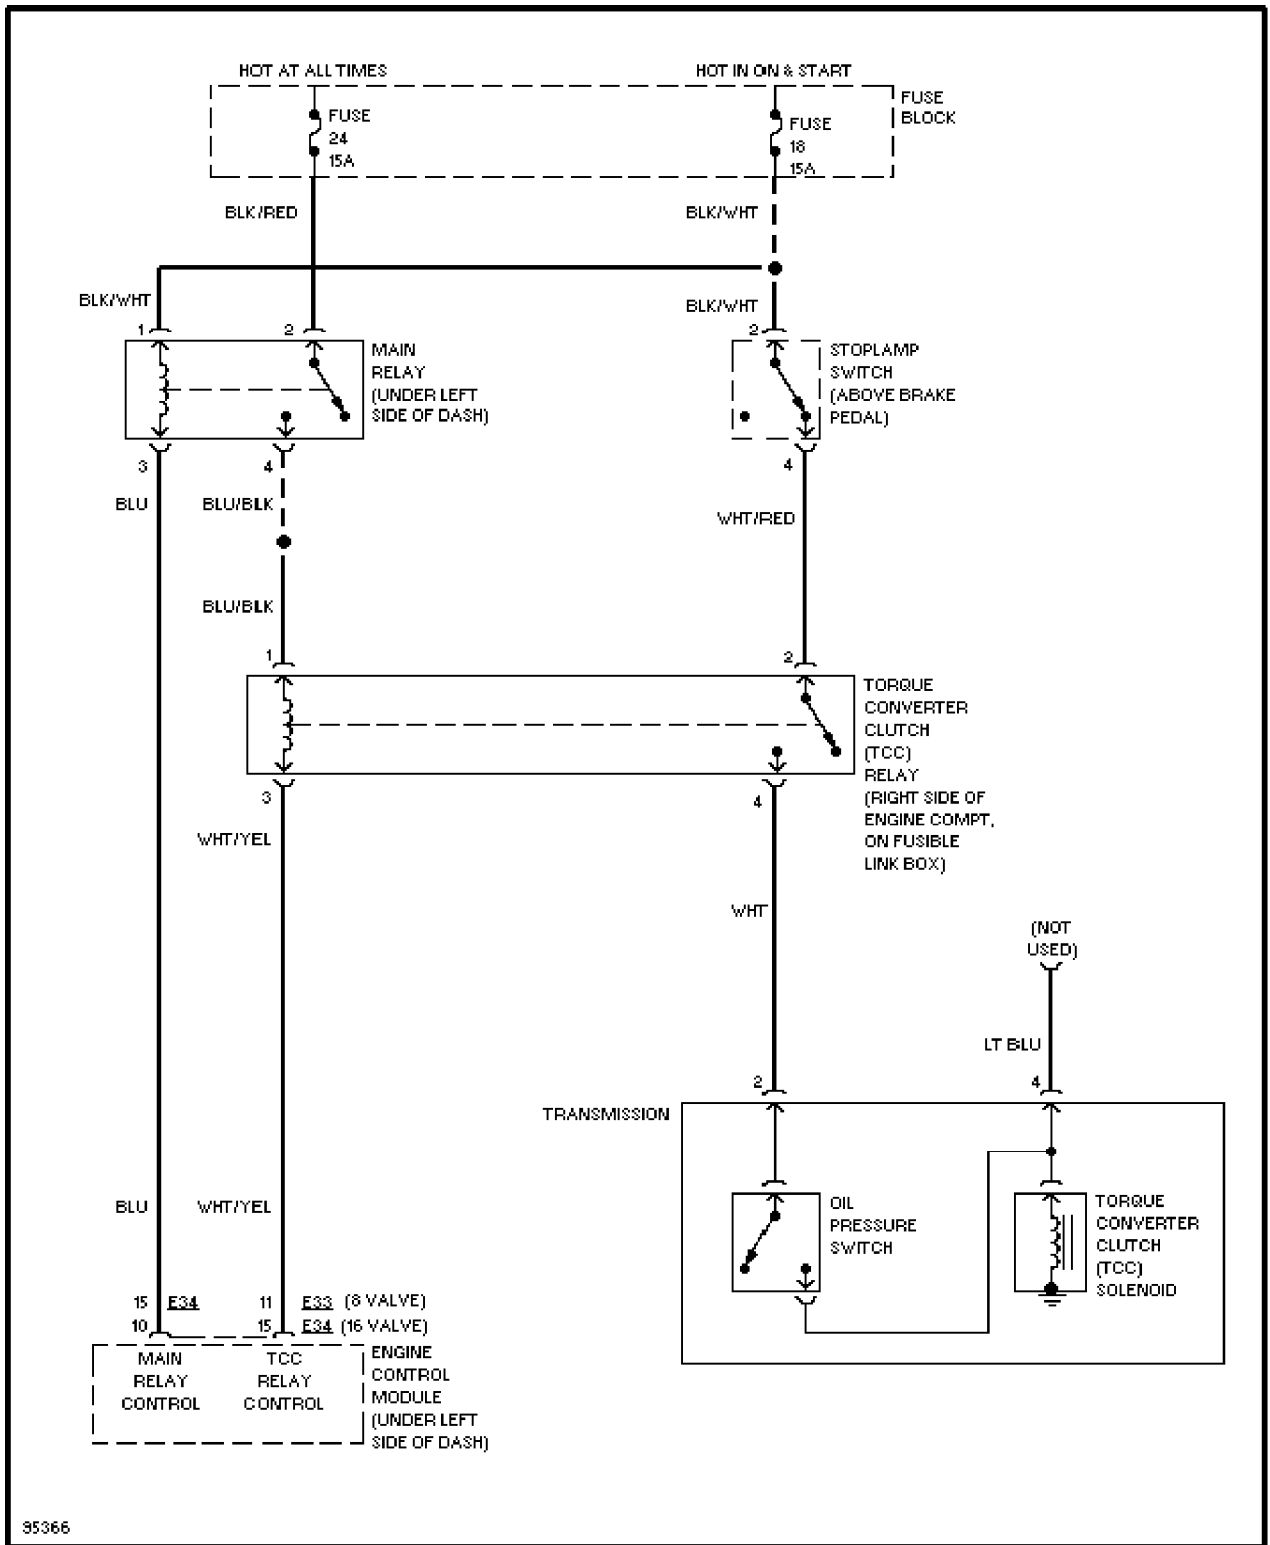 HOT AT ALL TIMES
HOT IN ON & START
FUSE
BLOCK
FUSE
24
15A
FUSE
18
15A
BLK/RED
BLK/WHT
BLK/WHT
BLK/WHT
1
2
2
MAIN
RELAY
(UNDER LEFT
SIDE OF DASH)
STOPLAMP
SWITCH
(ABOVE BRAKE
PEDAL)
3
4
4
BLU
BLU/BLK
WHT/RED
BLU/BLK
1
2
TORQUE
CONVERTER
CLUTCH
(TCC)
RELAY
(RIGHT SIDE OF
ENGINE COMPT,
ON FUSIBLE
LINK BOX)
3
4
WHT/YEL
WHT
(NOT
USED)
LT BLU
2
4
TRANSMISSION
BLU
WHT/YEL
OIL
PRESSURE
SWITCH
TORQUE
CONVERTER
CLUTCH
(TCC)
SOLENOID
15 E34
11 E33 (8 VALVE)
10
15 E34 (16 VALVE)
MAIN
RELAY
CONTROL
TCC
RELAY
CONTROL
ENGINE
CONTROL
MODULE
(UNDER LEFT
SIDE OF DASH)
95366